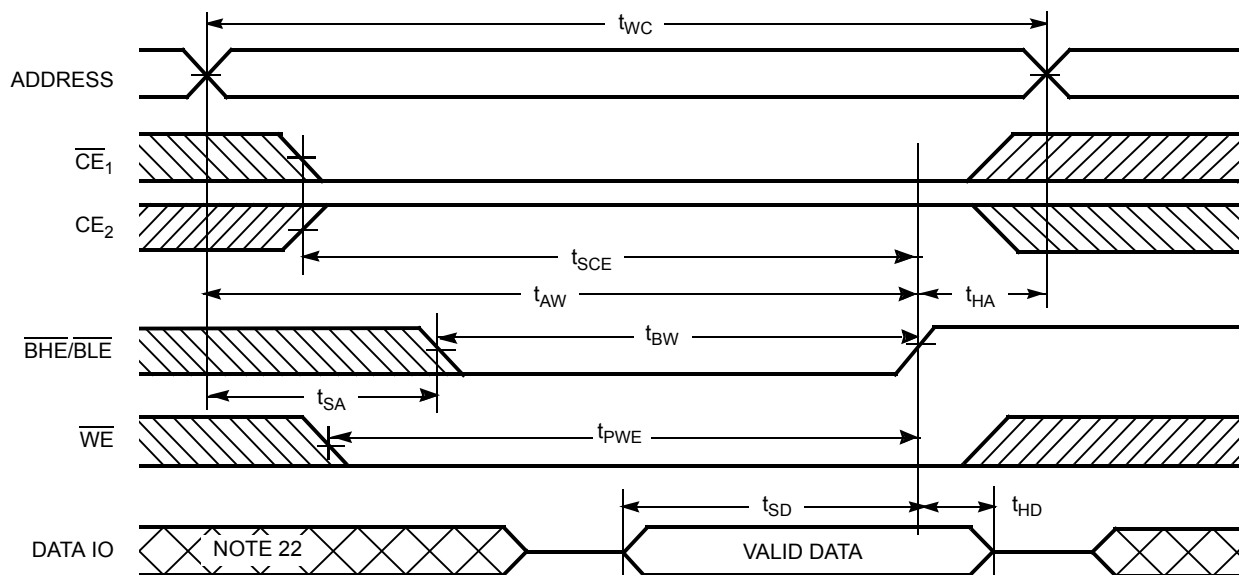 tWC
ADDRESS
CE1
CE2
tSCE
tAW
tHA
BHE/BLE
tBW
tSA
WE
tPWE
tSD
tHD
DATA IO
NOTE 22
VALID DATA